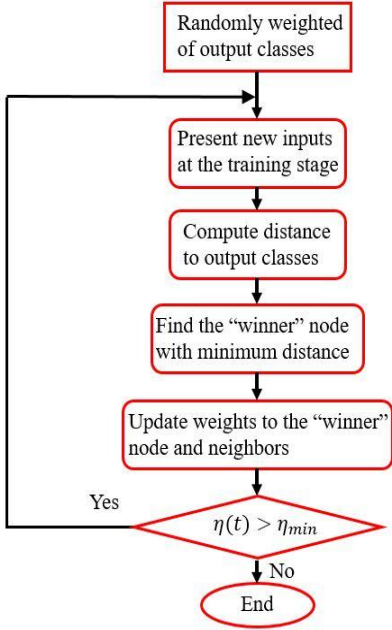 Randomly weighted
of output classes
Present new inputs
at the training stage
Compute distance
to output classes
Find the “winner” node
with minimum distance
Update weights to the “winner”
node and neighbors
Yes
η(t) > ηmin
No
End